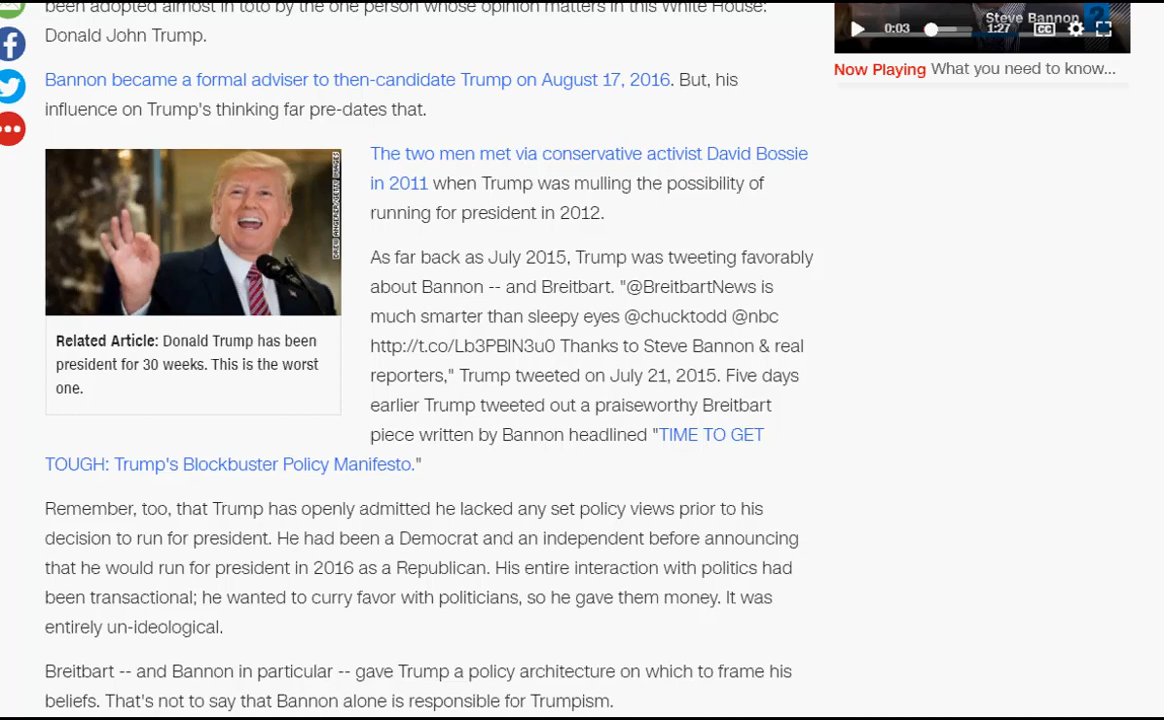 been adopted almost in toto by the one person whose opinion matters in this White House:
Donald John Trump.
Bannon became a formal adviser to then-candidate Trump on August 17, 2016. But, his
influence on Trump's thinking far pre-dates that.
The two men met via conservative activist David Bossie
in 2011 when Trump was mulling the possibility of
running for president in 2012.
As far back as July 2015, Trump was tweeting favorably
about Bannon -- and Breitbart. "@BreitbartNews is
much smarter than sleepy eyes @chucktodd @nbc
http://t.co/Lb3PBlN3u0 Thanks to Steve Bannon & real
reporters," Trump tweeted on July 21, 2015. Five days
earlier Trump tweeted out a praiseworthy Breitbart
piece written by Bannon headlined "TIME TO GET
TOUGH: Trump's Blockbuster Policy Manifesto."
DREW ANGERER/GETTY IMAGES
Related Article: Donald Trump has been
president for 30 weeks. This is the worst
one.
Remember, too, that Trump has openly admitted he lacked any set policy views prior to his
decision to run for president. He had been a Democrat and an independent before announcing
that he would run for president in 2016 as a Republican. His entire interaction with politics had
been transactional; he wanted to curry favor with politicians, so he gave them money. It was
entirely un-ideological.
Breitbart -- and Bannon in particular -- gave Trump a policy architecture on which to frame his
beliefs. That's not to say that Bannon alone is responsible for Trumpism.
Steve Bannon ?
0:03 1:27 CC
Now Playing What you need to know...